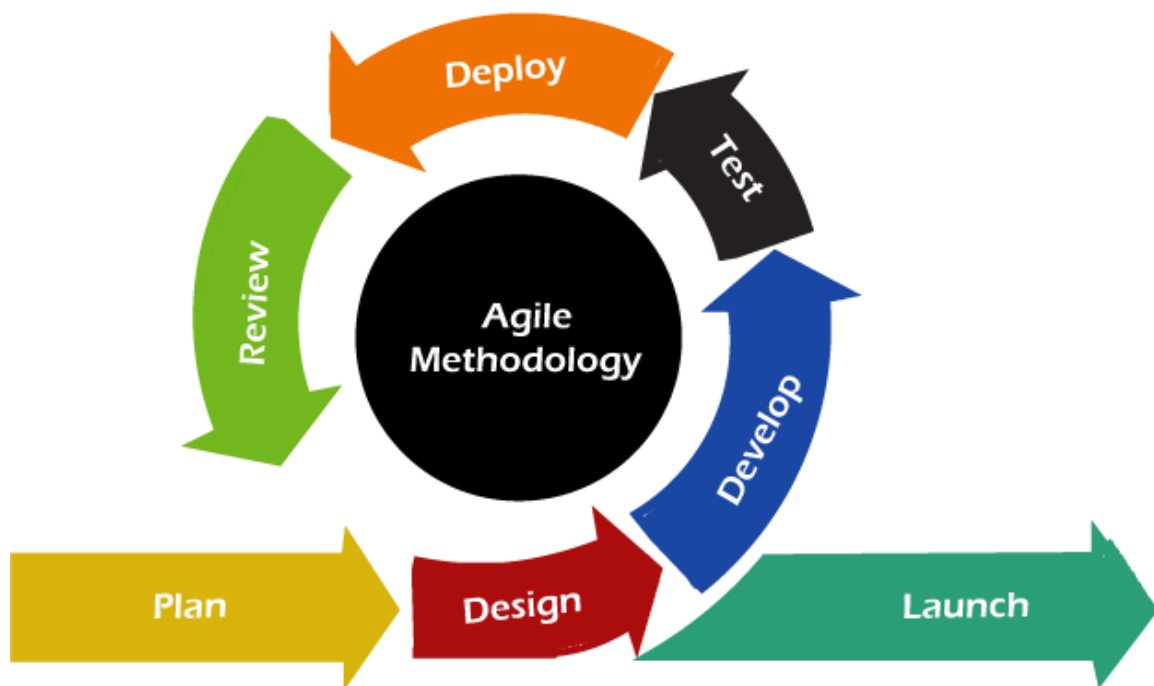 Deploy
Test
Review
Agile
Methodology
Develop
Plan
Design
Launch